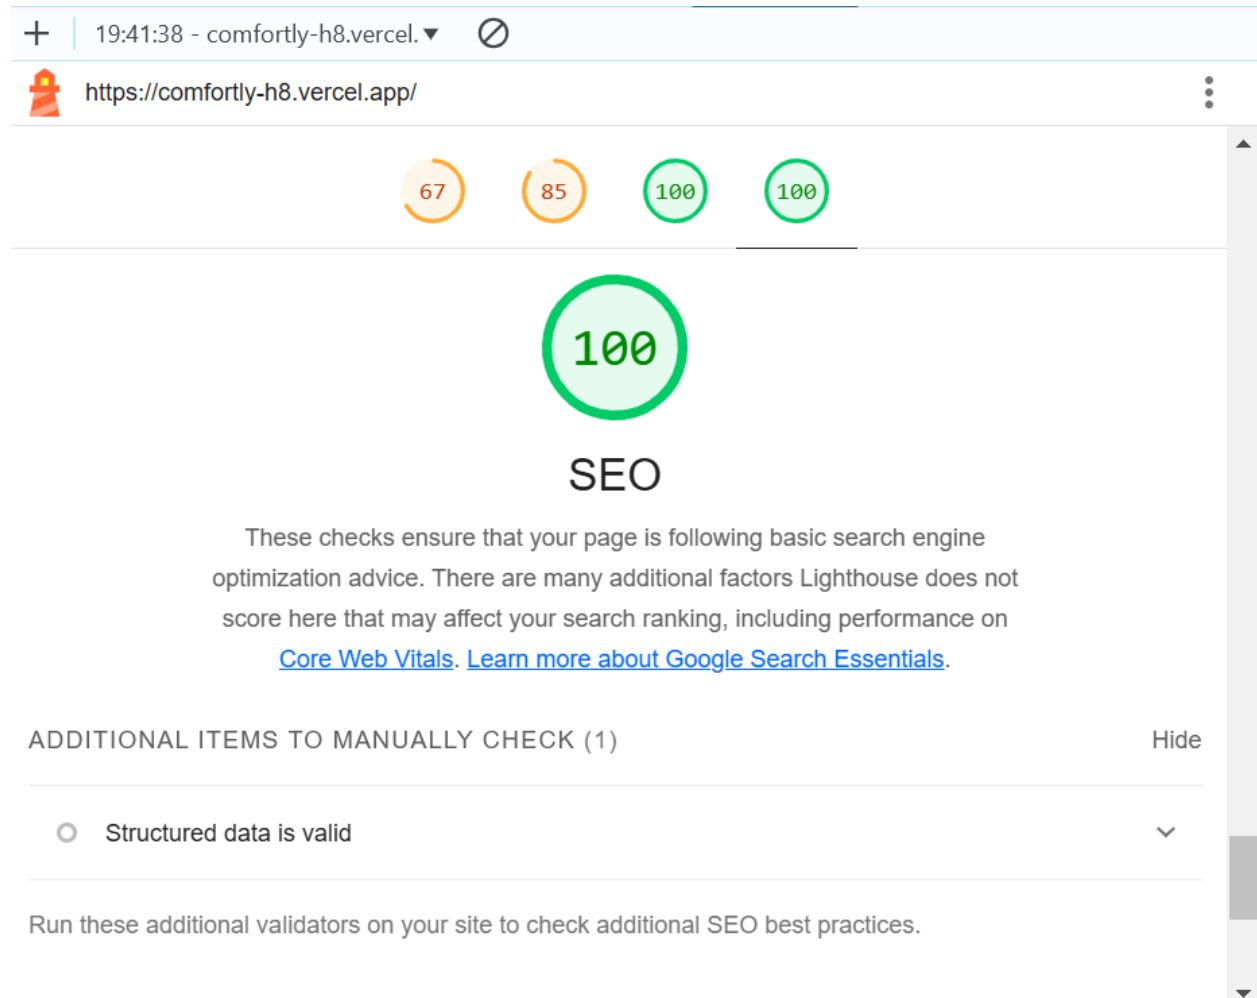 19:41:38 - comfortly-h8.vercel.
https://comfortly-h8.vercel.app/
67 85 100 100
100
SEO
These checks ensure that your page is following basic search engine
optimization advice. There are many additional factors Lighthouse does not
score here that may affect your search ranking, including performance on
Core Web Vitals. Learn more about Google Search Essentials.
ADDITIONAL ITEMS TO MANUALLY CHECK (1) Hide
Structured data is valid
Run these additional validators on your site to check additional SEO best practices.